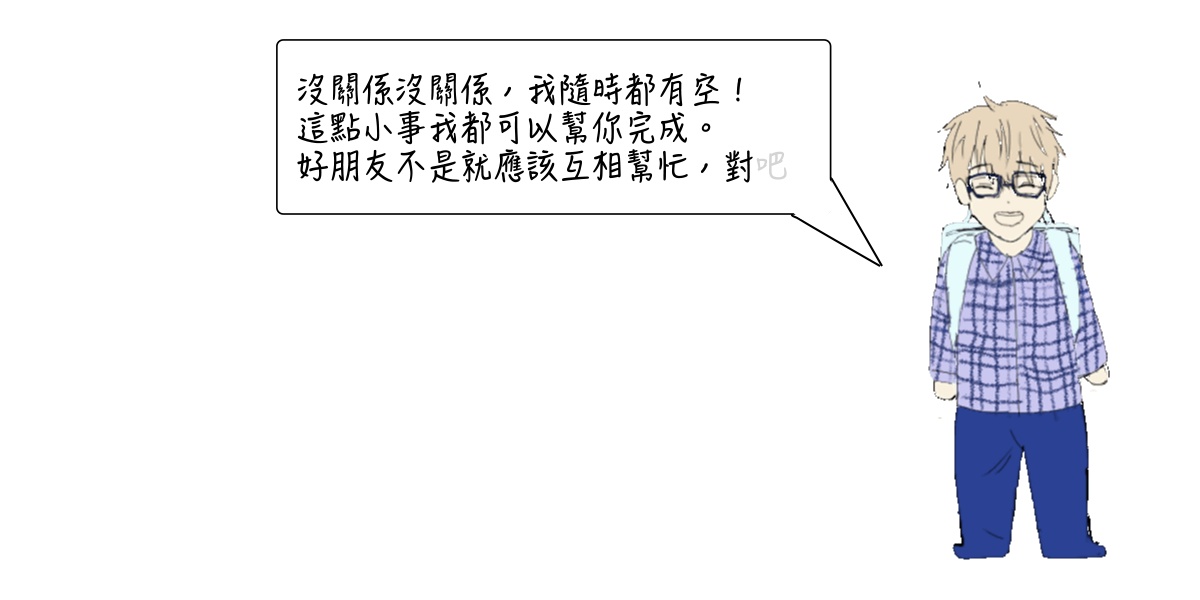 沒關係沒關係，我隨時都有空！
這點小事我都可以幫你完成。
好朋友不是就應該互相幫忙，對吧